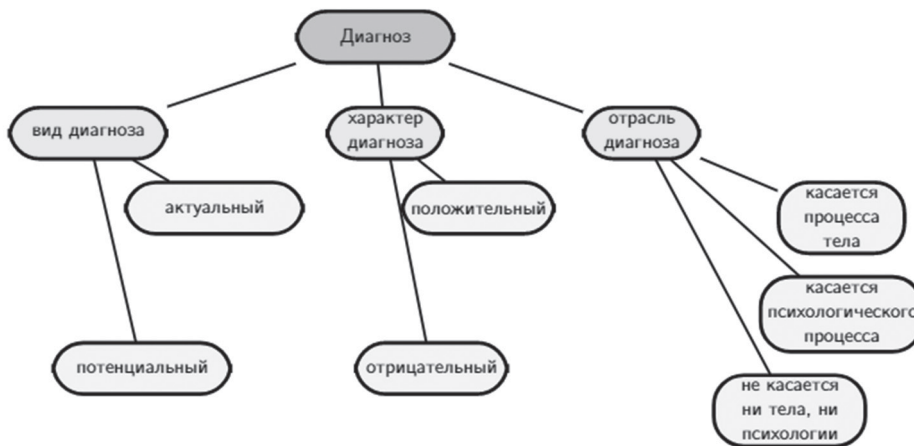 Диагноз
вид диагноза
характер
диагноза
отрасль
диагноза
актуальный
положительный
касается
процесса
тела
касается
психологического
процесса
потенциальный
отрицательный
не касается
ни тела, ни
психологии